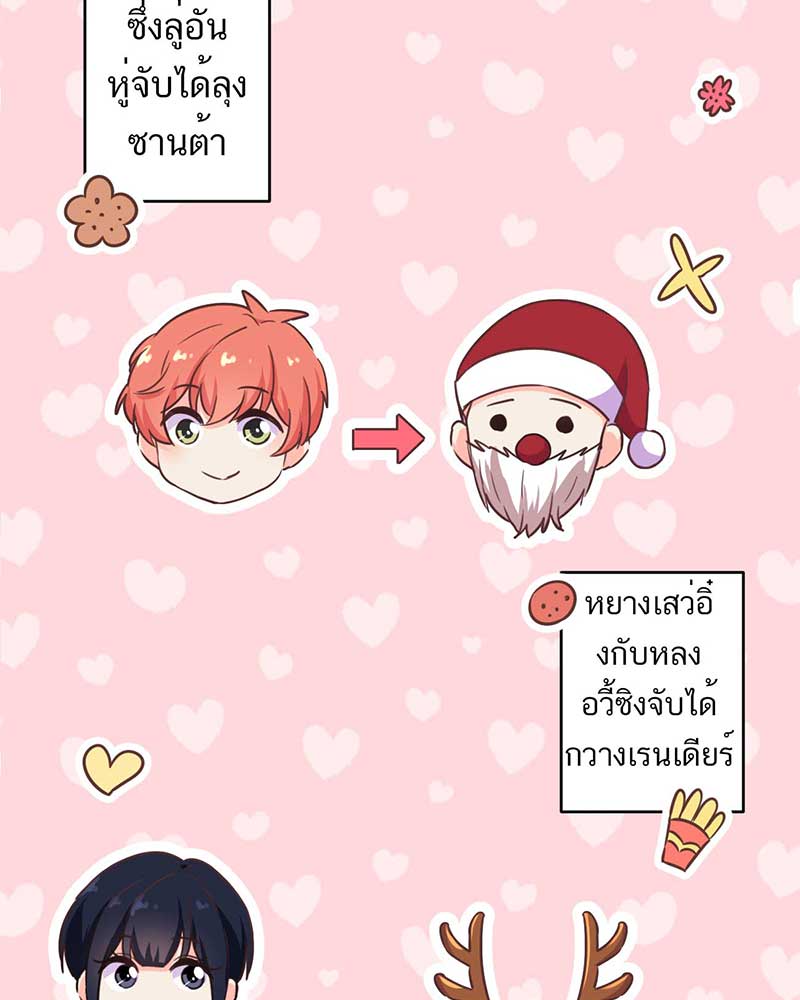 ซึ่งลู่อัน
หู่จับได้ลุง
ซานต้า
หยางเสว่อิ๋
งกับหลง
อวี้ซิงจับได้
กวางเรนเดียร์